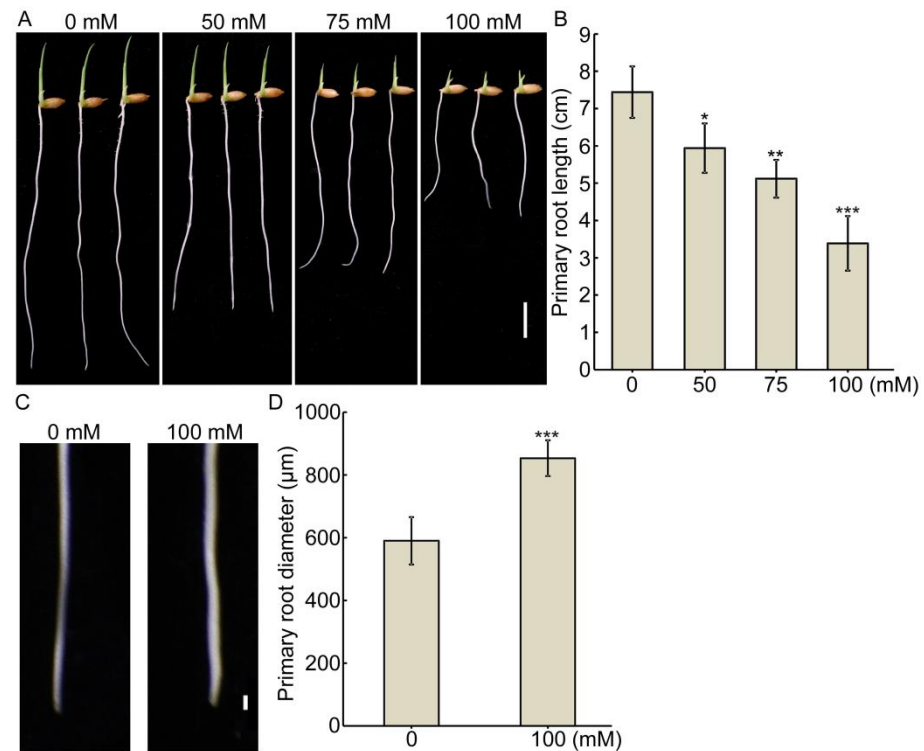 A
0 mM
50 mM
75 mM
100 mM
B
Primary root length (cm)
9
8
7
6
5
4
3
2
1
0
*
**
***
0
50
75
100 (mM)
C
0 mM
100 mM
D
Primary root diameter (µm)
1000
800
600
400
200
0
***
0
100 (mM)